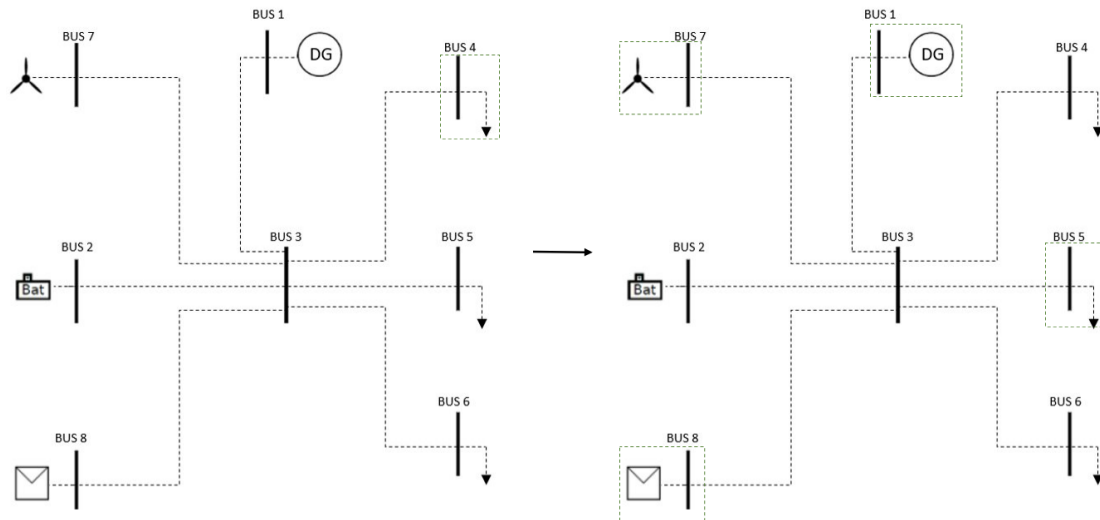 BUS 1
BUS 7
DG
BUS 4
BUS 3
BUS 2
BUS 5
Bat
BUS 6
BUS 8
BUS 1
BUS 7
DG
BUS 4
BUS 3
BUS 2
BUS 5
Bat
BUS 6
BUS 8